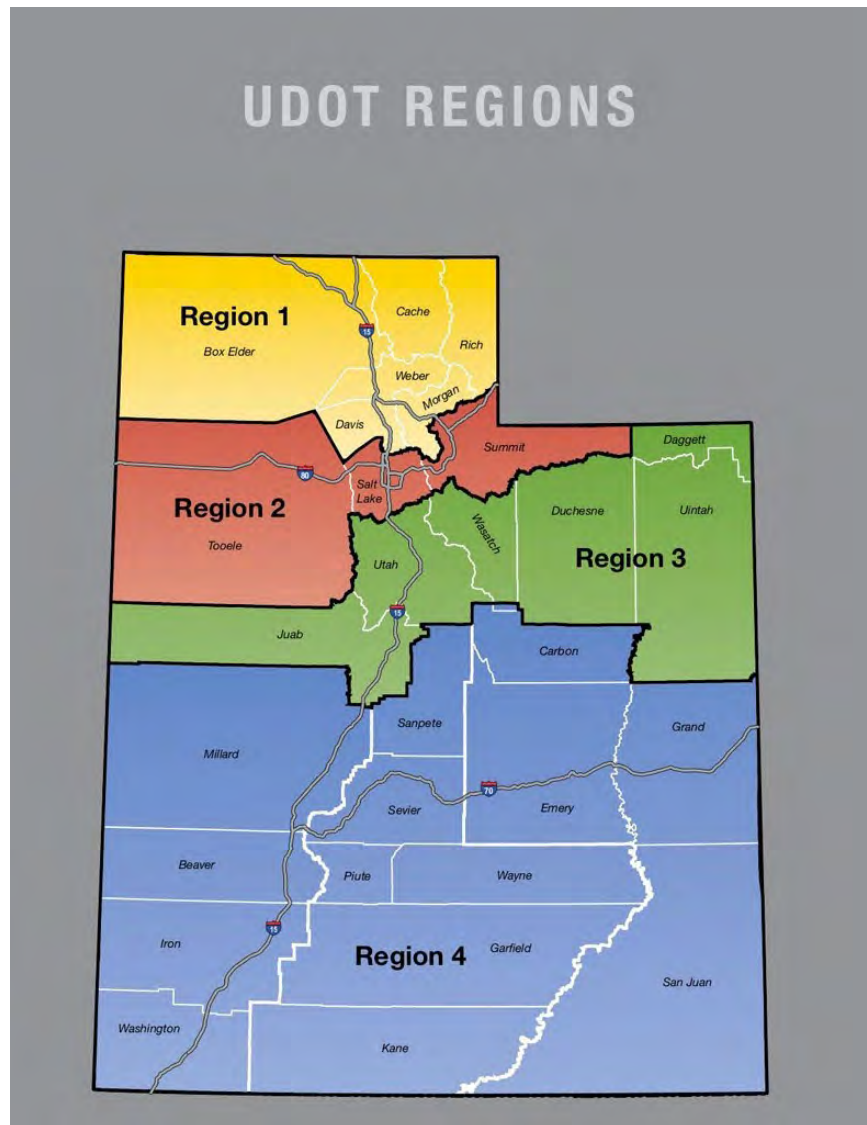 UDOT REGIONS
Region 1
Box Elder
Cache
Rich
15
Weber
Morgan
Davis
Summit
Daggett
80
Salt
Lake
Region 2
Tooele
Wasatch
Duchesne
Uintah
Region 3
Utah
15
Juab
Carbon
Sanpete
Grand
Millard
70
Sevier
Emery
Beaver
Piute
Wayne
15
Iron
Region 4
Garfield
San Juan
Washington
Kane